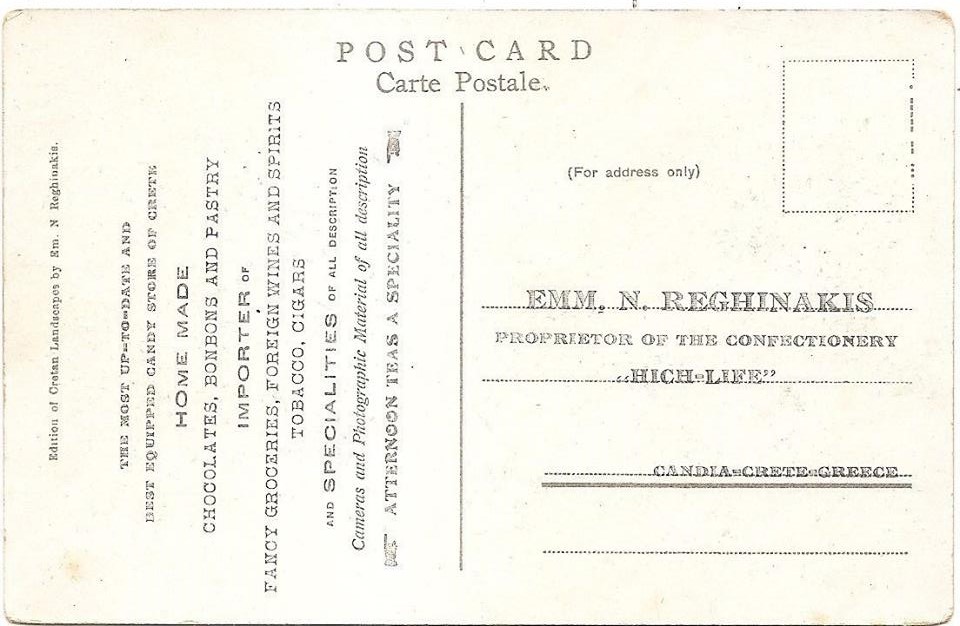 POST CARD
Carte Postale.
Edition of Cretan Landscapes by Em. N Reghinakis.
THE MOST UP=TO=DATE AND
BEST EQUIPPED CANDY STORE OF CRETE
HOME MADE
CHOCOLATES, BONBONS AND PASTRY
IMPORTER OF
FANCY GROCERIES, FOREIGN WINES AND SPIRITS
TOBACCO, CIGARS
AND SPECIALITIES OF ALL DESCRIPTION
Cameras and Photographic Material of all description
ATTERNOON TEAS A SPECIALITY
(For address only)
EMM, N. REGHINAKIS
PROPRIETOR OF THE CONFECTIONERY
„HICH=LIFE”
CANDIA=CRETE=GREECE